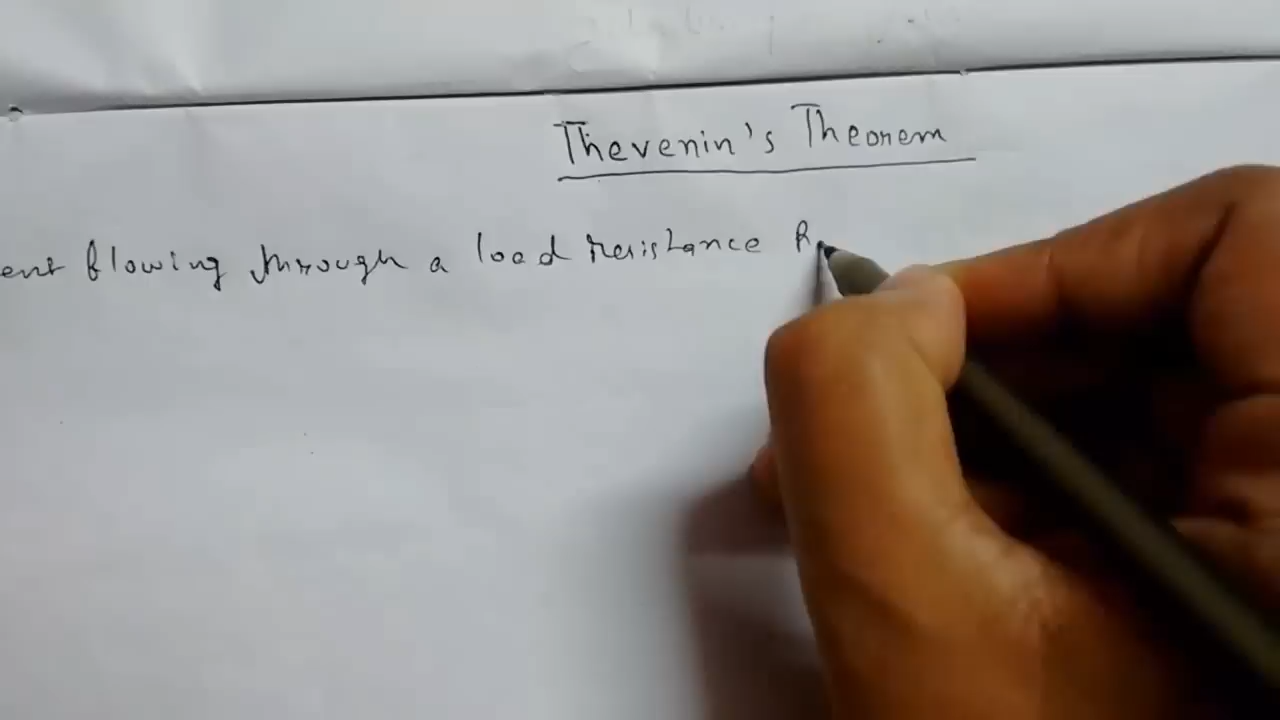 Thevenin's Theorem
ent flowing through a load resistance R